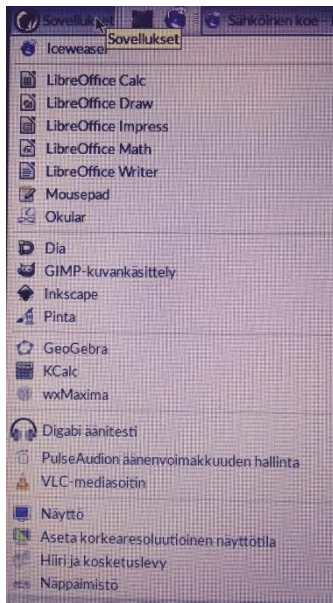 Sovellukset
Sähköinen koe
Sovellukset
Iceweasel
LibreOffice Calc
LibreOffice Draw
LibreOffice Impress
LibreOffice Math
LibreOffice Writer
Mousepad
Okular
Dia
GIMP-kuvankäsittely
Inkscape
Pinta
GeoGebra
KCalc
wxMaxima
Digabi äänitesti
PulseAudion äänenvoimakkuuden hallinta
VLC-mediasoitin
Näyttö
Aseta korkearesoluutioinen näyttötila
Hiiri ja kosketuslevy
Näppäimistö